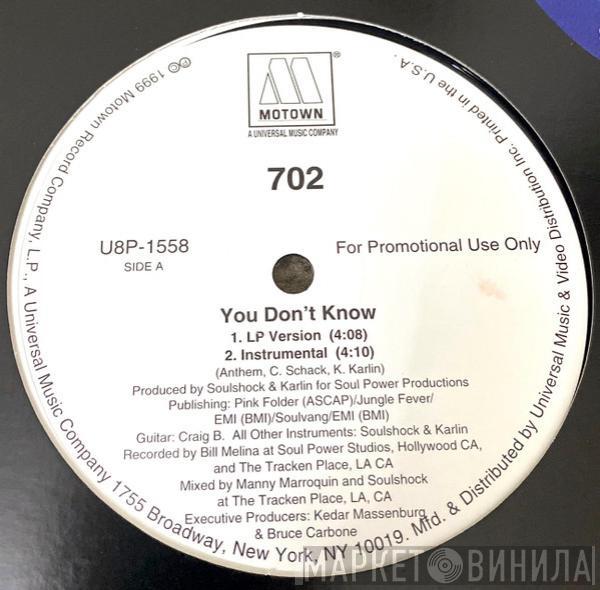 MOTOWN
®
A UNIVERSAL MUSIC COMPANY
702
U8P-1558
SIDE A
For Promotional Use Only
You Don't Know
1. LP Version (4:08)
2. Instrumental (4:10)
(Anthem, C. Schack, K. Karlin)
Produced by Soulshock & Karlin for Soul Power Productions
Publishing: Pink Folder (ASCAP)/Jungle Fever/
EMI (BMI)/Soulvang/EMI (BMI)
Guitar: Craig B. All Other Instruments: Soulshock & Karlin
Recorded by Bill Melina at Soul Power Studios, Hollywood CA,
and The Tracken Place, LA CA
Mixed by Manny Marroquin and Soulshock
at The Tracken Place, LA, CA
Executive Producers: Kedar Massenburg
& Bruce Carbone
℗© 1999 Motown Record Company, L.P., A Universal Music Company 1755 Broadway, New York, NY 10019. Mfd. & Distributed by Universal Music & Video Distribution Inc. Printed in the U.S.A.
МАРКЕТ ВИНИЛА